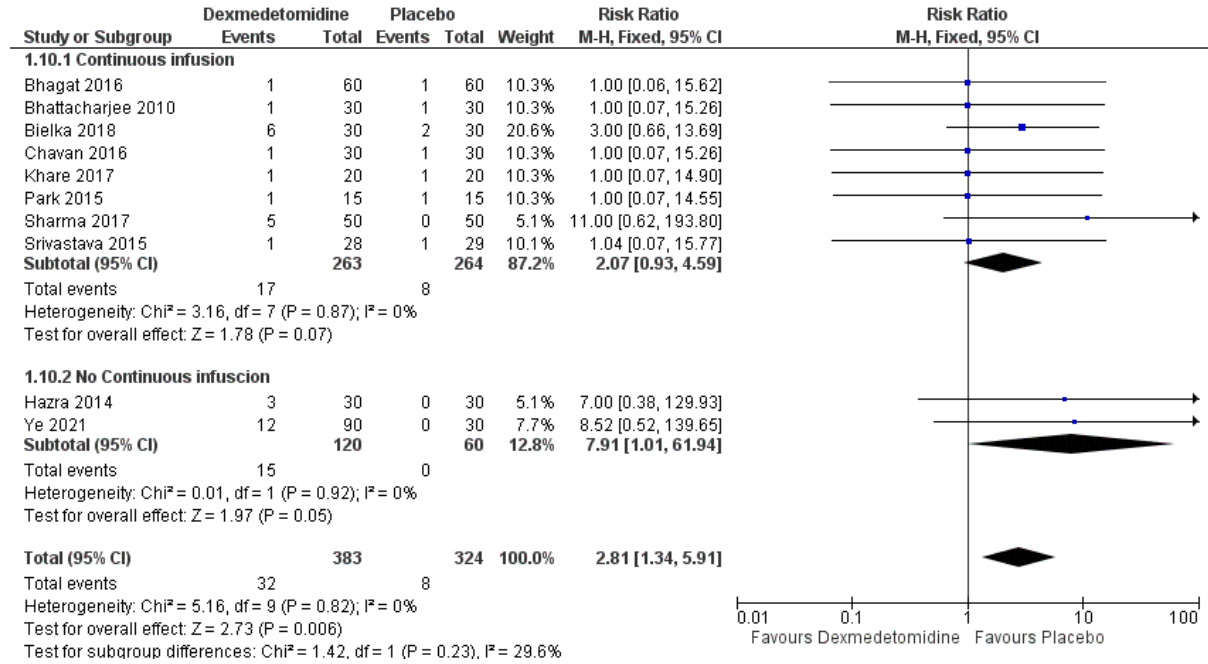 Dexmedetomidine Placebo Risk Ratio Risk Ratio
Study or Subgroup Events Total Events Total Weight M-H, Fixed, 95% CI M-H, Fixed, 95% CI
1.10.1 Continuous infusion
Bhagat 2016 1 60 1 60 10.3% 1.00 [0.06, 15.62]
Bhattacharjee 2010 1 30 1 30 10.3% 1.00 [0.07, 15.26]
Bielka 2018 6 30 2 30 20.6% 3.00 [0.66, 13.69]
Chavan 2016 1 30 1 30 10.3% 1.00 [0.07, 15.26]
Khare 2017 1 20 1 20 10.3% 1.00 [0.07, 14.90]
Park 2015 1 15 1 15 10.3% 1.00 [0.07, 14.55]
Sharma 2017 5 50 0 50 5.1% 11.00 [0.62, 193.80]
Srivastava 2015 1 28 1 29 10.1% 1.04 [0.07, 15.77]
Subtotal (95% CI) 263 264 87.2% 2.07 [0.93, 4.59]
Total events 17 8
Heterogeneity: Chi² = 3.16, df = 7 (P = 0.87); I² = 0%
Test for overall effect: Z = 1.78 (P = 0.07)
1.10.2 No Continuous infuscion
Hazra 2014 3 30 0 30 5.1% 7.00 [0.38, 129.93]
Ye 2021 12 90 0 30 7.7% 8.52 [0.52, 139.65]
Subtotal (95% CI) 120 60 12.8% 7.91 [1.01, 61.94]
Total events 15 0
Heterogeneity: Chi² = 0.01, df = 1 (P = 0.92); I² = 0%
Test for overall effect: Z = 1.97 (P = 0.05)
Total (95% CI) 383 324 100.0% 2.81 [1.34, 5.91]
Total events 32 8
Heterogeneity: Chi² = 5.16, df = 9 (P = 0.82); I² = 0%
Test for overall effect: Z = 2.73 (P = 0.006)
Test for subgroup differences: Chi² = 1.42, df = 1 (P = 0.23), I² = 29.6%
0.01 0.1 1 10 100
Favours Dexmedetomidine Favours Placebo